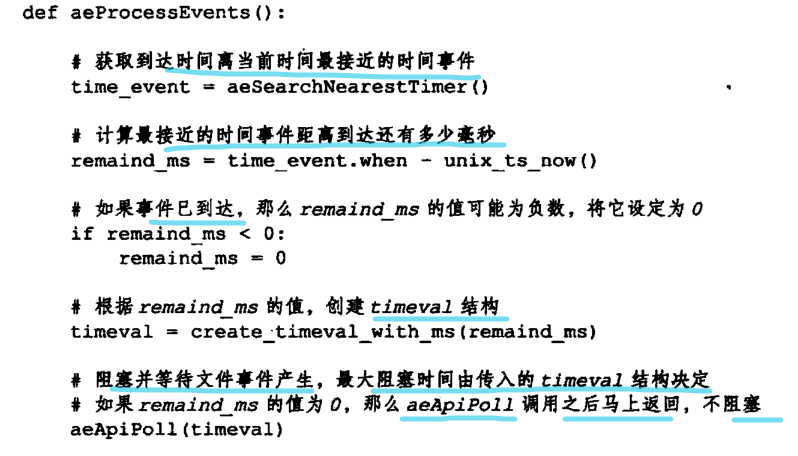 def aeProcessEvents():
# 获取到达时间离当前时间最接近的时间事件
time_event = aeSearchNearestTimer()
# 计算最接近的时间事件距离到达还有多少毫秒
remaind_ms = time_event.when - unix_ts_now()
# 如果事件已到达，那么 remaind_ms 的值可能为负数，将它设定为 0
if remaind_ms < 0:
remaind_ms = 0
# 根据 remaind_ms 的值，创建 timeval 结构
timeval = create_timeval_with_ms(remaind_ms)
# 阻塞并等待文件事件产生，最大阻塞时间由传入的 timeval 结构决定
# 如果 remaind_ms 的值为 0，那么 aeApiPoll 调用之后马上返回，不阻塞
aeApiPoll(timeval)